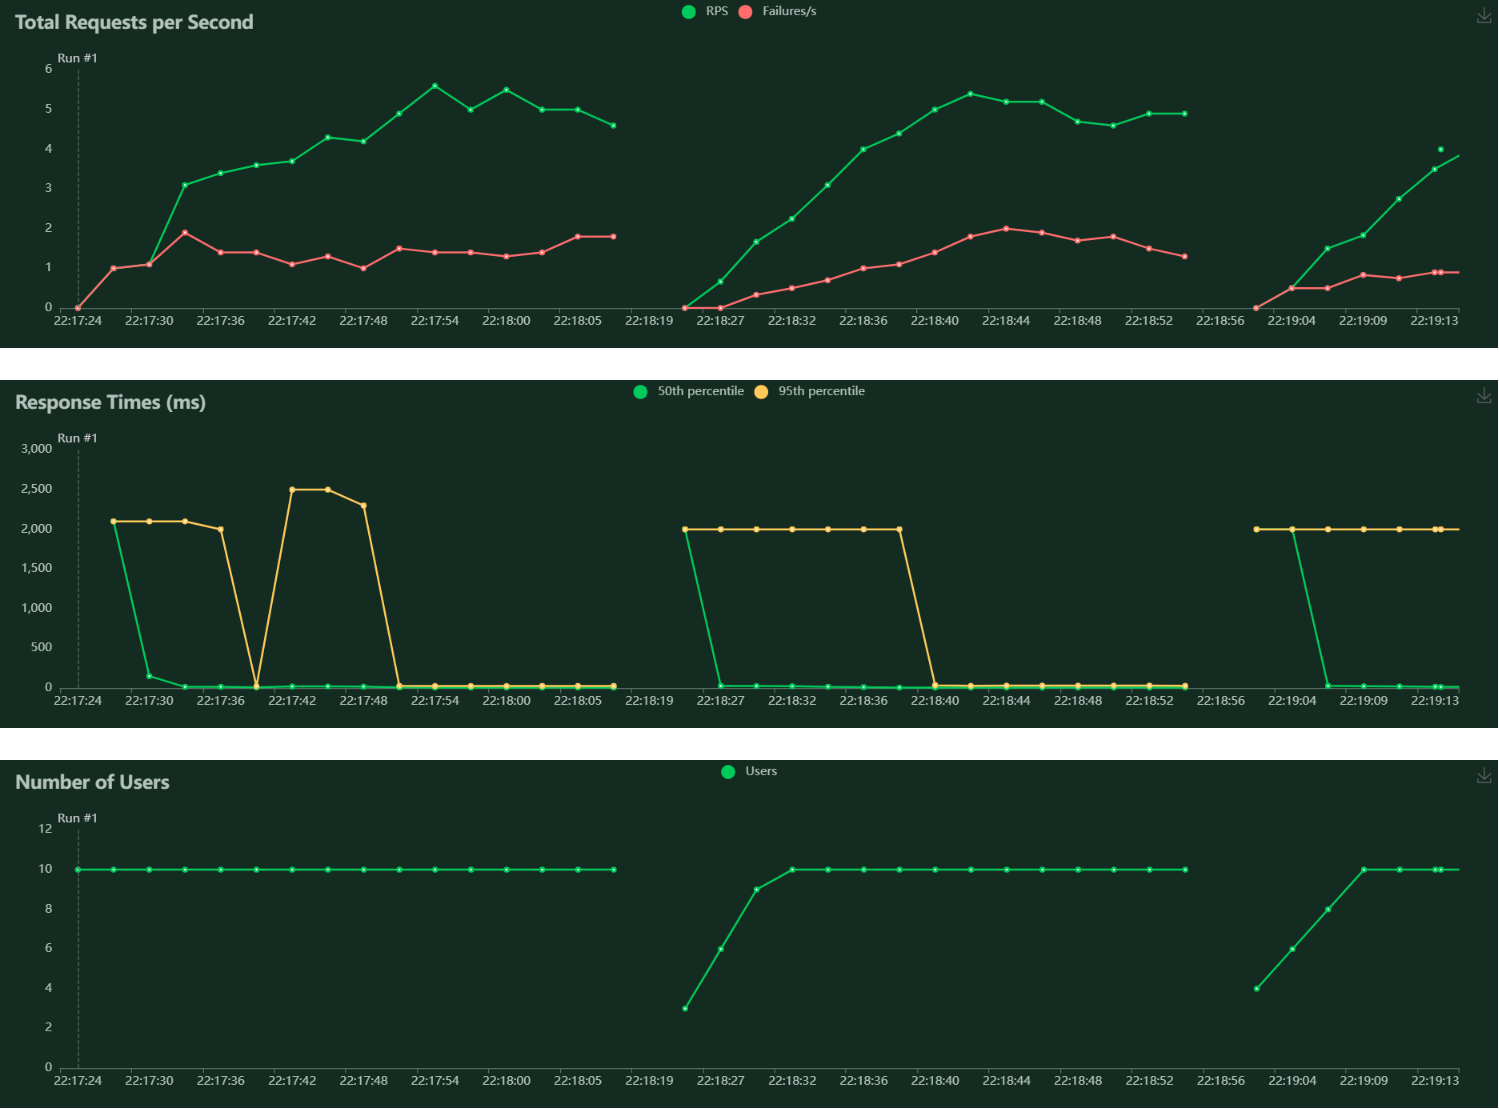 Total Requests per Second
RPS Failures/s
Run #1
6
5
4
3
2
1
0
22:17:24 22:17:30 22:17:36 22:17:42 22:17:48 22:17:54 22:18:00 22:18:05 22:18:19 22:18:27 22:18:32 22:18:36 22:18:40 22:18:44 22:18:48 22:18:52 22:18:56 22:19:04 22:19:09 22:19:13
Response Times (ms)
50th percentile 95th percentile
Run #1
3,000
2,500
2,000
1,500
1,000
500
0
22:17:24 22:17:30 22:17:36 22:17:42 22:17:48 22:17:54 22:18:00 22:18:05 22:18:19 22:18:27 22:18:32 22:18:36 22:18:40 22:18:44 22:18:48 22:18:52 22:18:56 22:19:04 22:19:09 22:19:13
Number of Users
Users
Run #1
12
10
8
6
4
2
0
22:17:24 22:17:30 22:17:36 22:17:42 22:17:48 22:17:54 22:18:00 22:18:05 22:18:19 22:18:27 22:18:32 22:18:36 22:18:40 22:18:44 22:18:48 22:18:52 22:18:56 22:19:04 22:19:09 22:19:13